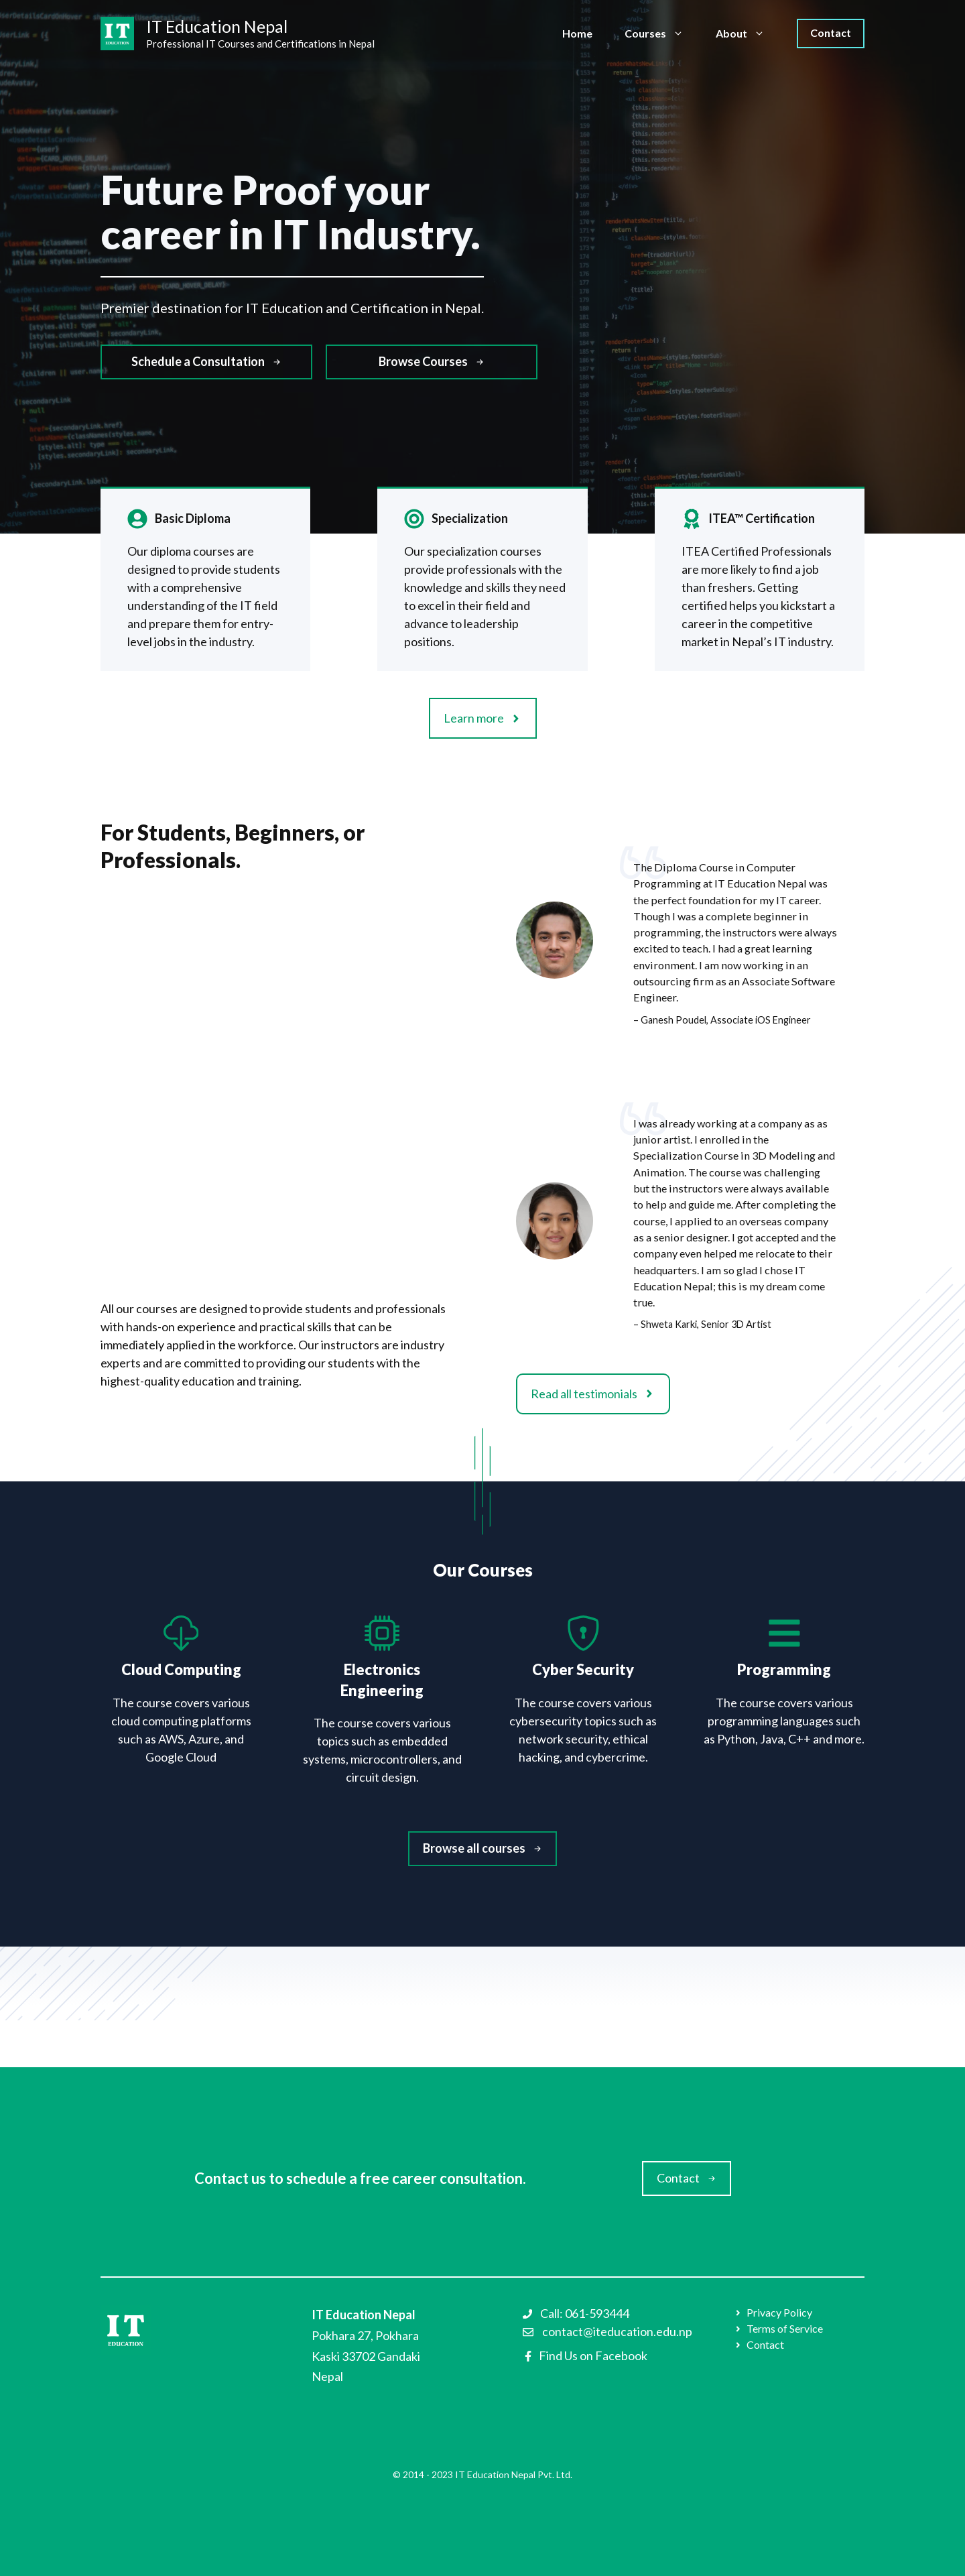 IT
EDUCATION
IT Education Nepal
Professional IT Courses and Certifications in Nepal
Home
Courses
About
Contact
Future Proof your
career in IT Industry.
Premier destination for IT Education and Certification in Nepal.
Schedule a Consultation
Browse Courses
Basic Diploma
Our diploma courses are
designed to provide students
with a comprehensive
understanding of the IT field
and prepare them for entry-
level jobs in the industry.
Specialization
Our specialization courses
provide professionals with the
knowledge and skills they need
to excel in their field and
advance to leadership
positions.
ITEA™ Certification
ITEA Certified Professionals
are more likely to find a job
than freshers. Getting
certified helps you kickstart a
career in the competitive
market in Nepal’s IT industry.
Learn more
For Students, Beginners, or
Professionals.
All our courses are designed to provide students and professionals
with hands-on experience and practical skills that can be
immediately applied in the workforce. Our instructors are industry
experts and are committed to providing our students with the
highest-quality education and training.
The Diploma Course in Computer
Programming at IT Education Nepal was
the perfect foundation for my IT career.
Though I was a complete beginner in
programming, the instructors were always
excited to teach. I had a great learning
environment. I am now working in an
outsourcing firm as an Associate Software
Engineer.
– Ganesh Poudel, Associate iOS Engineer
I was already working at a company as as
junior artist. I enrolled in the
Specialization Course in 3D Modeling and
Animation. The course was challenging
but the instructors were always available
to help and guide me. After completing the
course, I applied to an overseas company
as a senior designer. I got accepted and the
company even helped me relocate to their
headquarters. I am so glad I chose IT
Education Nepal; this is my dream come
true.
– Shweta Karki, Senior 3D Artist
Read all testimonials
Our Courses
Cloud Computing
The course covers various
cloud computing platforms
such as AWS, Azure, and
Google Cloud
Electronics
Engineering
The course covers various
topics such as embedded
systems, microcontrollers, and
circuit design.
Cyber Security
The course covers various
cybersecurity topics such as
network security, ethical
hacking, and cybercrime.
Programming
The course covers various
programming languages such
as Python, Java, C++ and more.
Browse all courses
Contact us to schedule a free career consultation.
Contact
IT
EDUCATION
IT Education Nepal
Pokhara 27, Pokhara
Kaski 33702 Gandaki
Nepal
Call: 061-593444
contact@iteducation.edu.np
Find Us on Facebook
Privacy Policy
Terms of Service
Contact
© 2014 - 2023 IT Education Nepal Pvt. Ltd.